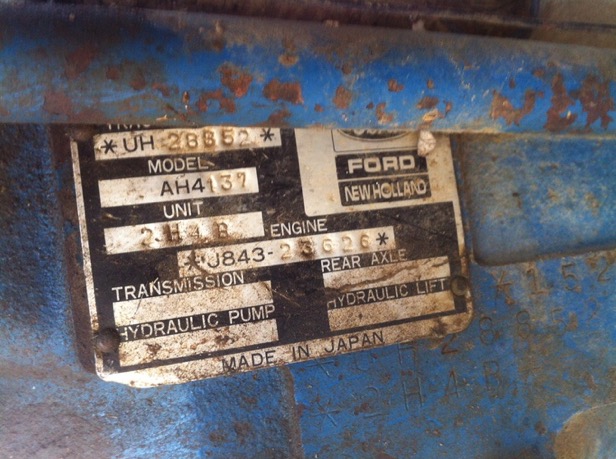 *UH 28852*
MODEL
AH4137
FORD
NEW HOLLAND
UNIT
2H4B
ENGINE
*J843-23626*
TRANSMISSION
REAR AXLE
HYDRAULIC PUMP
HYDRAULIC LIFT
MADE IN JAPAN
*2H4B